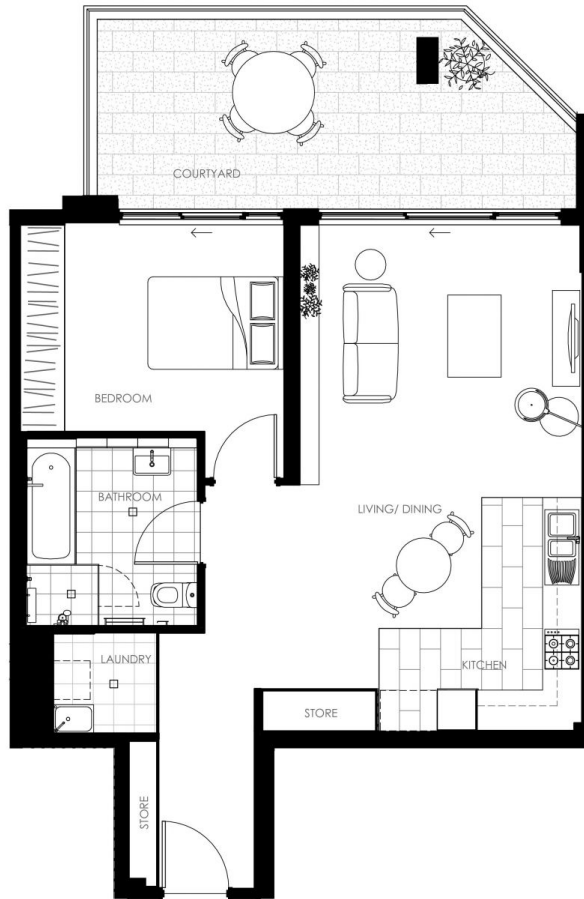 COURTYARD
BEDROOM
BATHROOM
LIVING/ DINING
LAUNDRY
KITCHEN
STORE
STORE